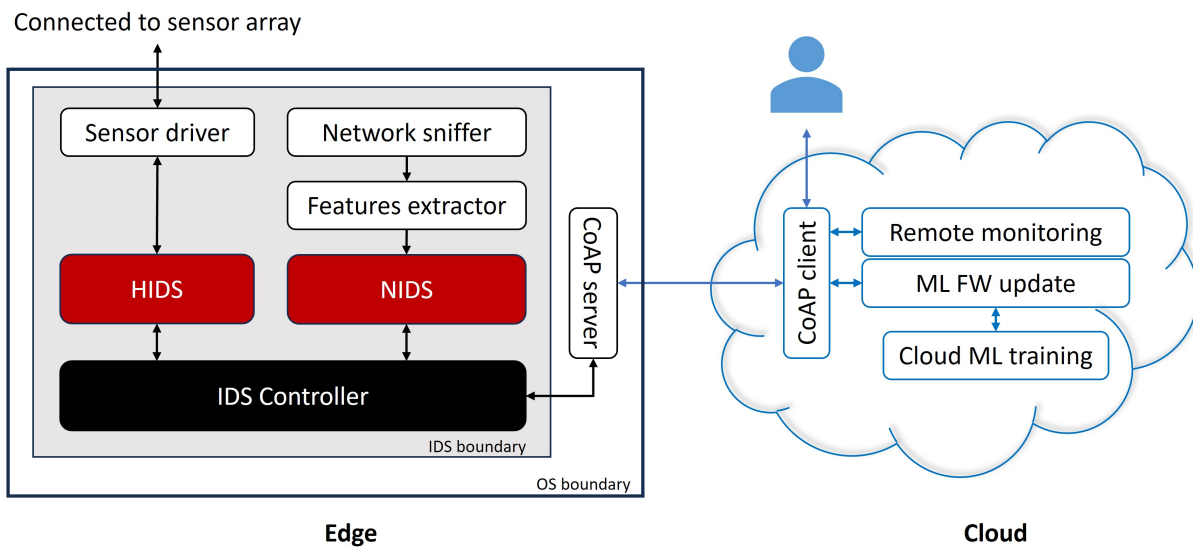 Connected to sensor array
Sensor driver
Network sniffer
Features extractor
HIDS
NIDS
IDS Controller
IDS boundary
OS boundary
CoAP server
CoAP client
Remote monitoring
ML FW update
Cloud ML training
Edge
Cloud